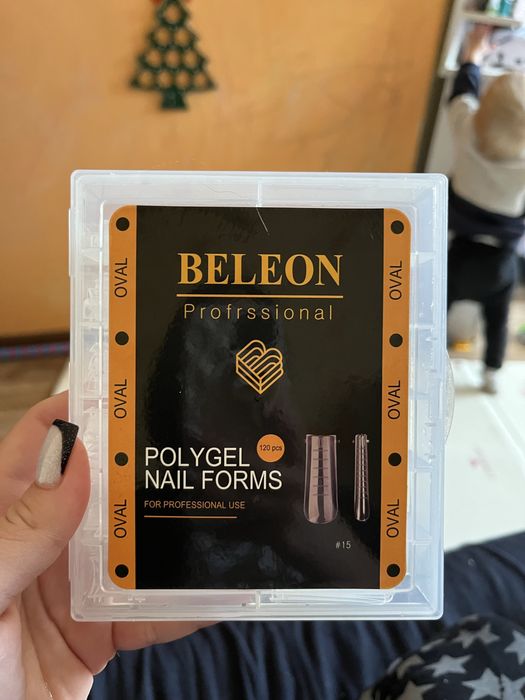 BELEON
Profrssional
OVAL
OVAL
OVAL
OVAL
OVAL
OVAL
120 pcs
POLYGEL
NAIL FORMS
FOR PROFESSIONAL USE
#15